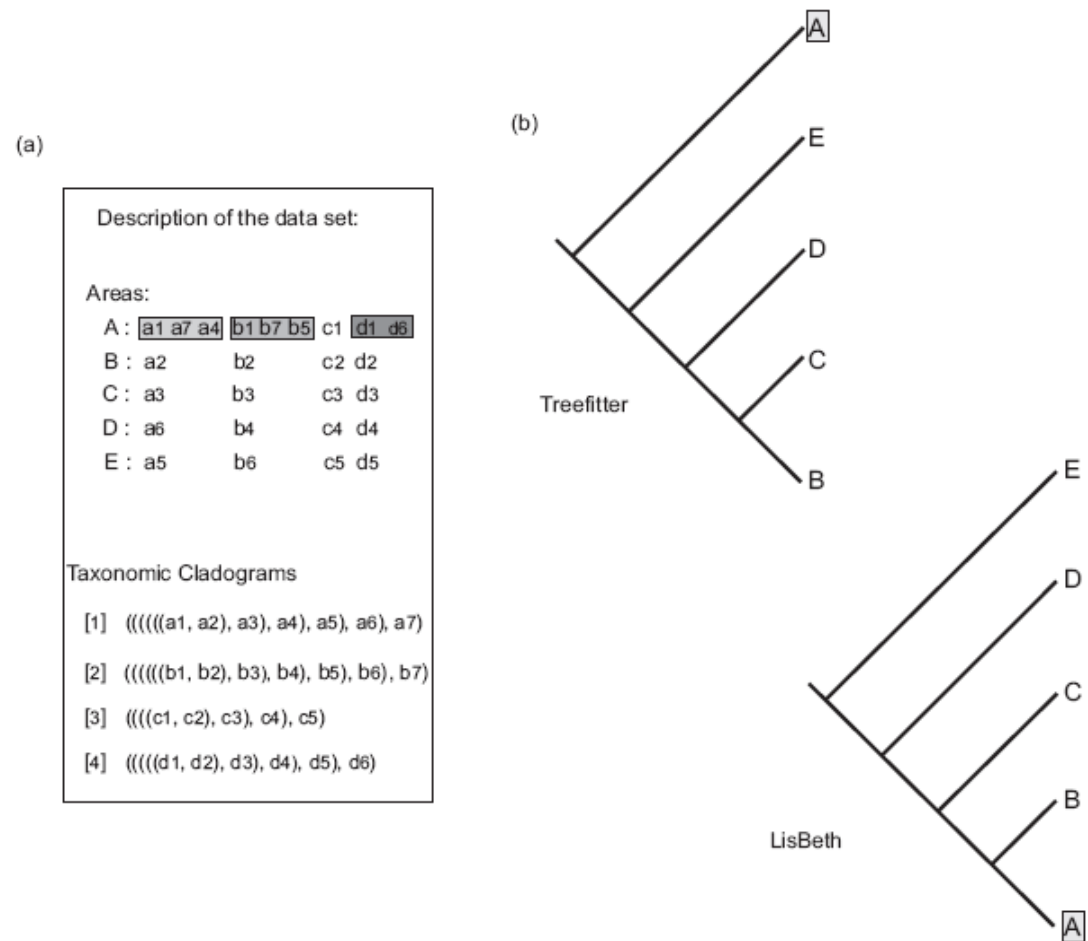 (a)
Description of the data set:
Areas:
A : a1 a7 a4 b1 b7 b5 c1 d1 d6
B : a2 b2 c2 d2
C : a3 b3 c3 d3
D : a6 b4 c4 d4
E : a5 b6 c5 d5
Taxonomic Cladograms
[1] ((((((a1, a2), a3), a4), a5), a6), a7)
[2] ((((((b1, b2), b3), b4), b5), b6), b7)
[3] ((((c1, c2), c3), c4), c5)
[4] (((((d1, d2), d3), d4), d5), d6)
(b)
A
E
D
C
B
Treefitter
E
D
C
B
A
LisBeth